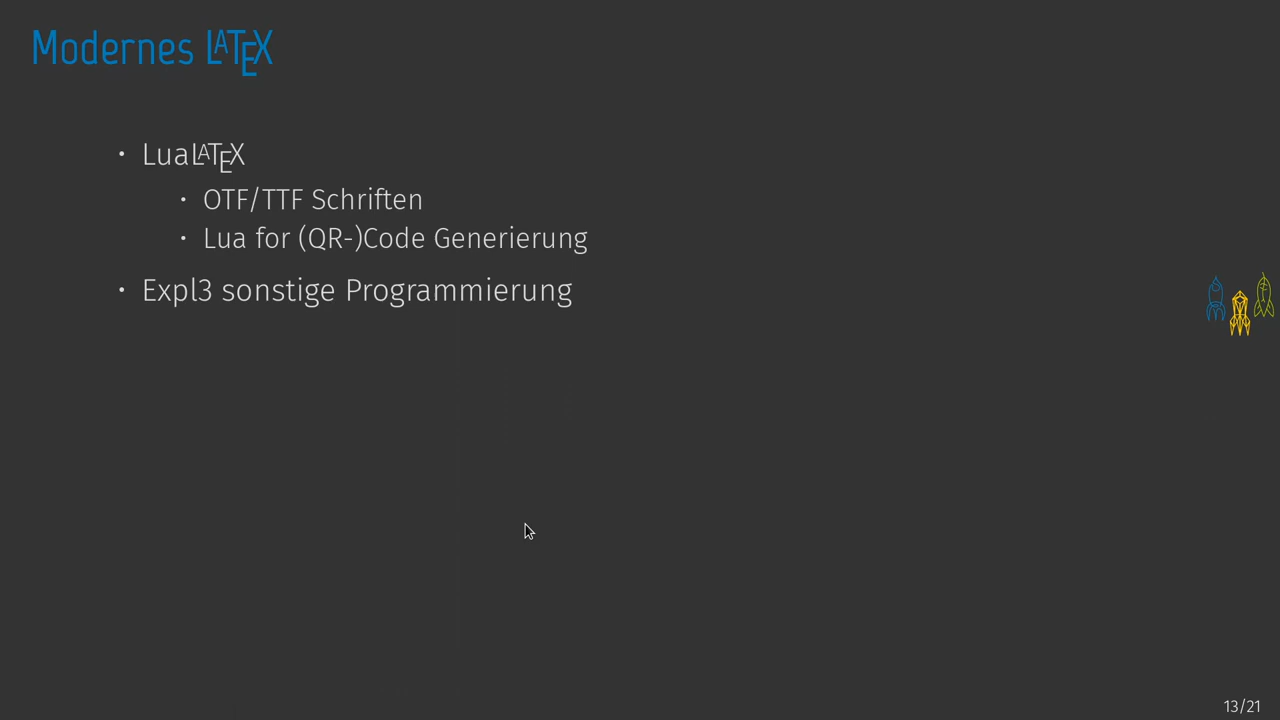 Modernes LATEX
• LuaLATEX
• OTF/TTF Schriften
• Lua for (QR-)Code Generierung
• Expl3 sonstige Programmierung
13/21